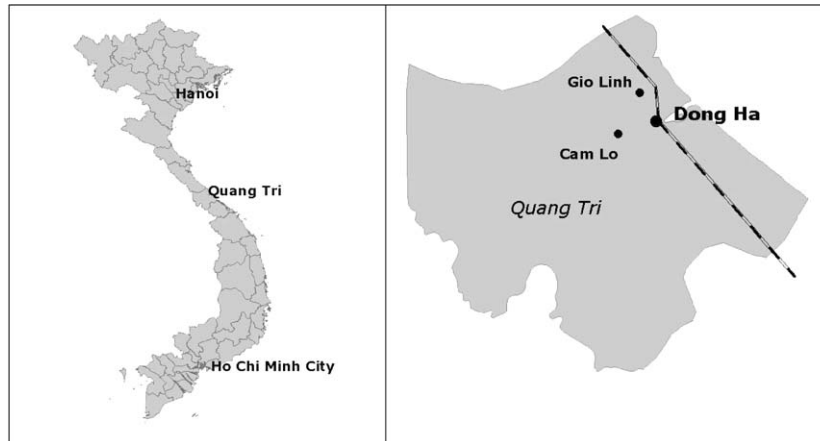 Hanoi
Quang Tri
Ho Chi Minh City
Gio Linh
Dong Ha
Cam Lo
Quang Tri